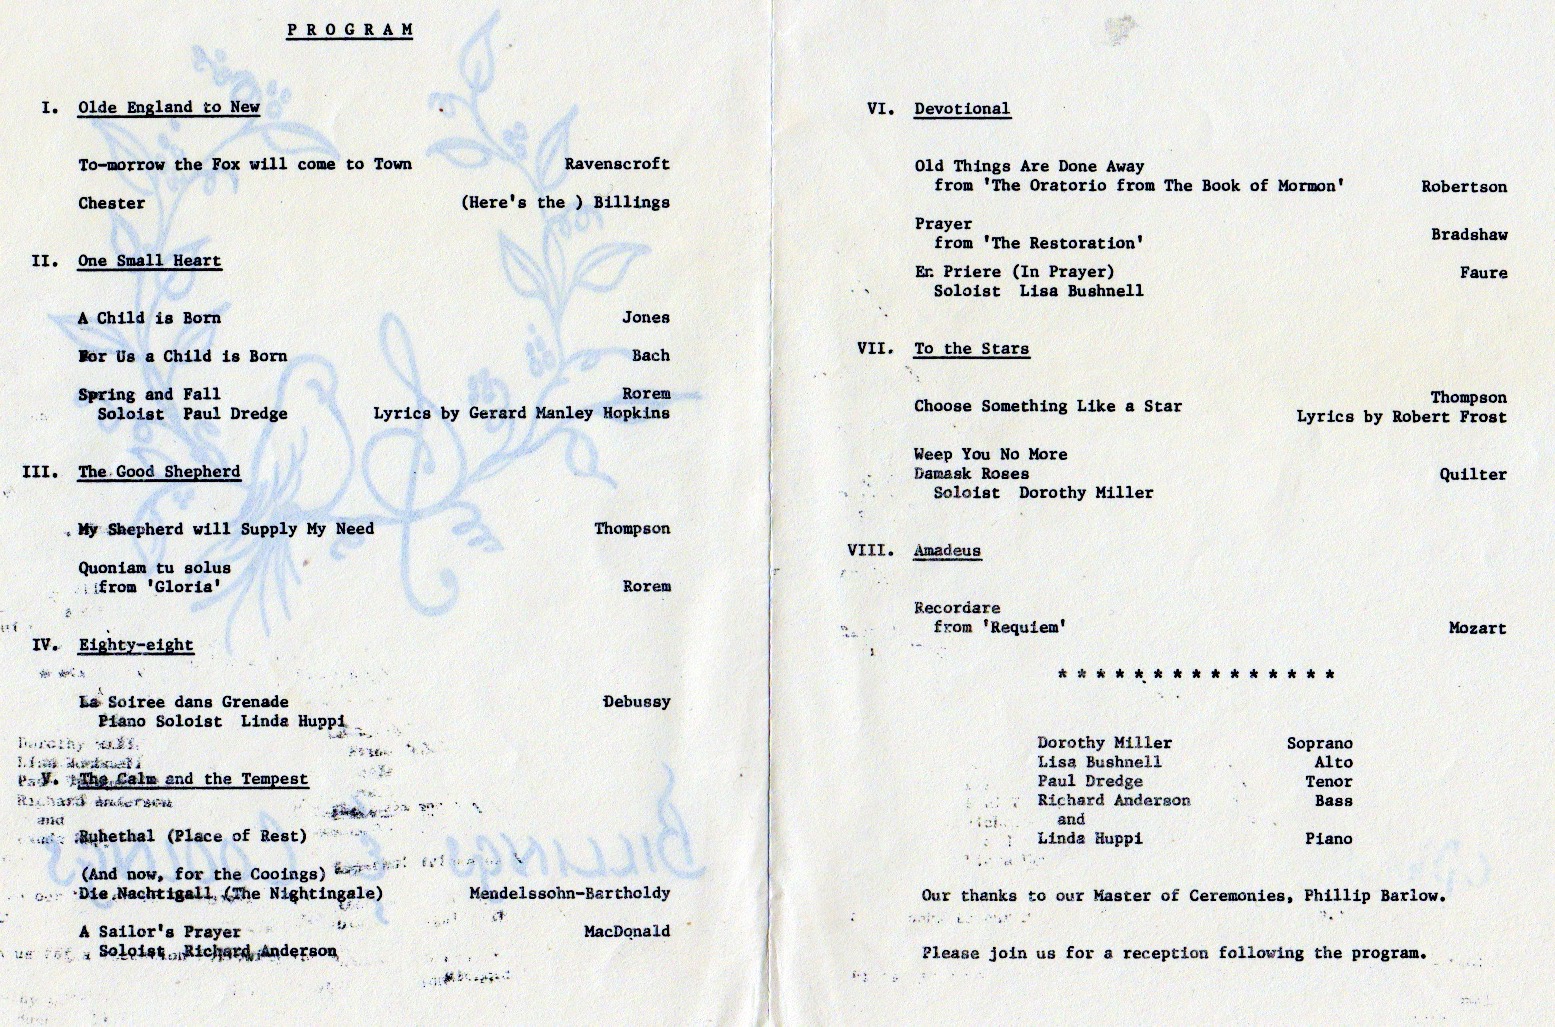 PROGRAM
I. Olde England to New
To-morrow the Fox will come to Town Ravenscroft
Chester (Here's the ) Billings
II. One Small Heart
A Child is Born Jones
For Us a Child is Born Bach
Spring and Fall Rorem
Soloist Paul Dredge Lyrics by Gerard Manley Hopkins
III. The Good Shepherd
My Shepherd will Supply My Need Thompson
Quoniam tu solus
from 'Gloria' Rorem
IV. Eighty-eight
La Soiree dans Grenade Debussy
Piano Soloist Linda Huppi
V. The Calm and the Tempest
Ruhethal (Place of Rest)
(And now, for the Cooings)
Die Nachtigall (The Nightingale) Mendelssohn-Bartholdy
A Sailor's Prayer MacDonald
Soloist Richard Anderson
Richard Anderson
and
BILLINGS &
VI. Devotional
Old Things Are Done Away
from 'The Oratorio from The Book of Mormon' Robertson
Prayer
from 'The Restoration' Bradshaw
En Priere (In Prayer) Faure
Soloist Lisa Bushnell
VII. To the Stars
Thompson
Choose Something Like a Star
Lyrics by Robert Frost
Weep You No More
Damask Roses Quilter
Soloist Dorothy Miller
VIII. Amadeus
Recordare
from 'Requiem' Mozart
* * * * * * * * * * * * * * *
Dorothy Miller Soprano
Lisa Bushnell Alto
Paul Dredge Tenor
Richard Anderson Bass
and
Linda Huppi Piano
Our thanks to our Master of Ceremonies, Phillip Barlow.
Please join us for a reception following the program.